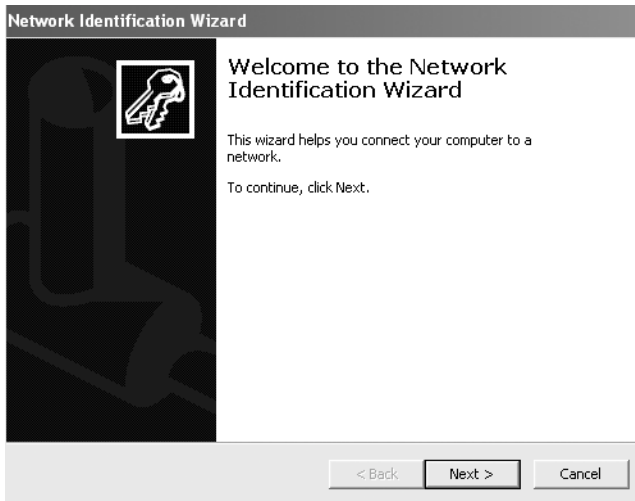 Network Identification Wizard
Welcome to the Network
Identification Wizard
This wizard helps you connect your computer to a
network.
To continue, click Next.
< Back
Next >
Cancel